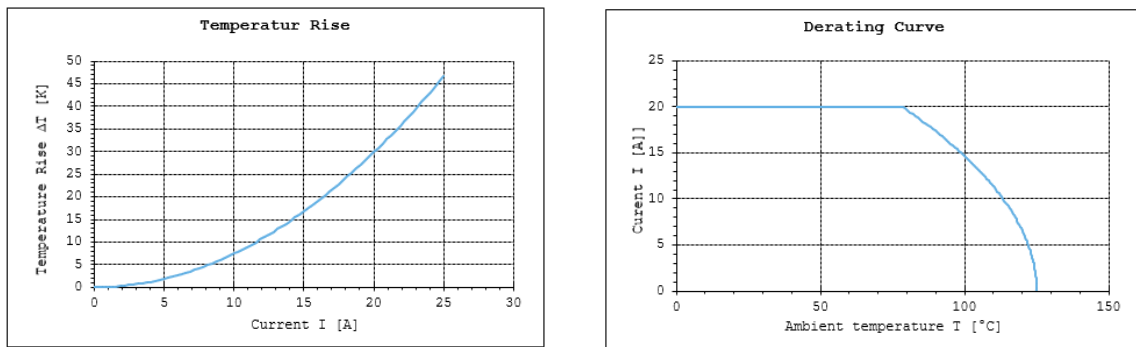 Temperatur Rise
Temperature Rise ΔT [K]
50
45
40
35
30
25
20
15
10
5
0
0 5 10 15 20 25 30
Current I [A]
Derating Curve
Curent I [A]]
25
20
15
10
5
0
0 50 100 150
Ambient temperature T [°C]